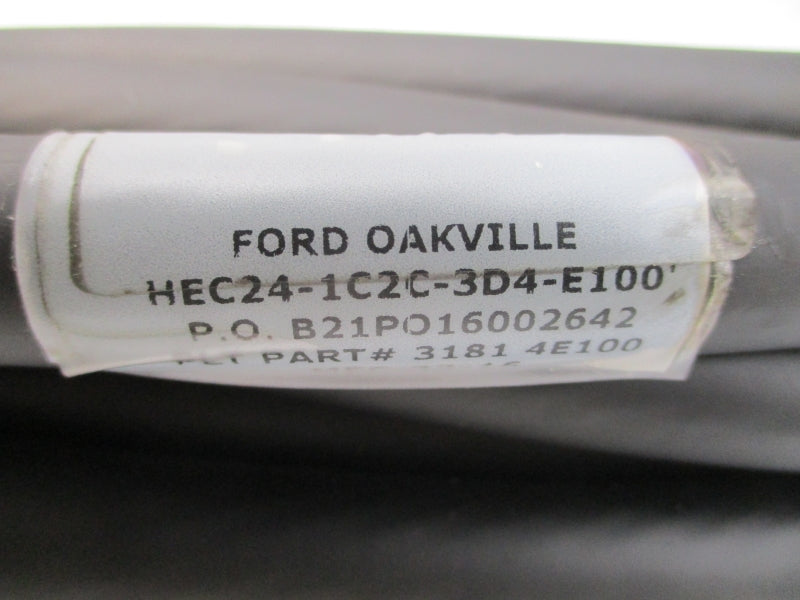 FORD OAKVILLE
HEC24-1C2C-3D4-E100'
P.O. B21PO16002642
PART# 3181 4E100